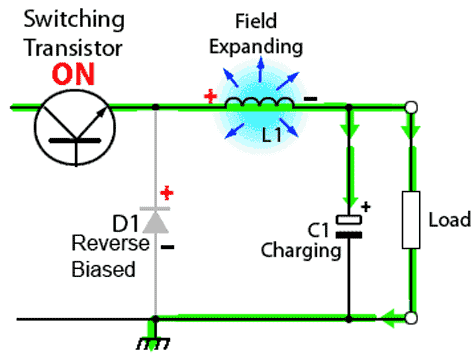 Switching
Transistor
ON
Field
Expanding
+
-
L1
+
D1
Reverse
Biased
-
+
C1
Charging
Load